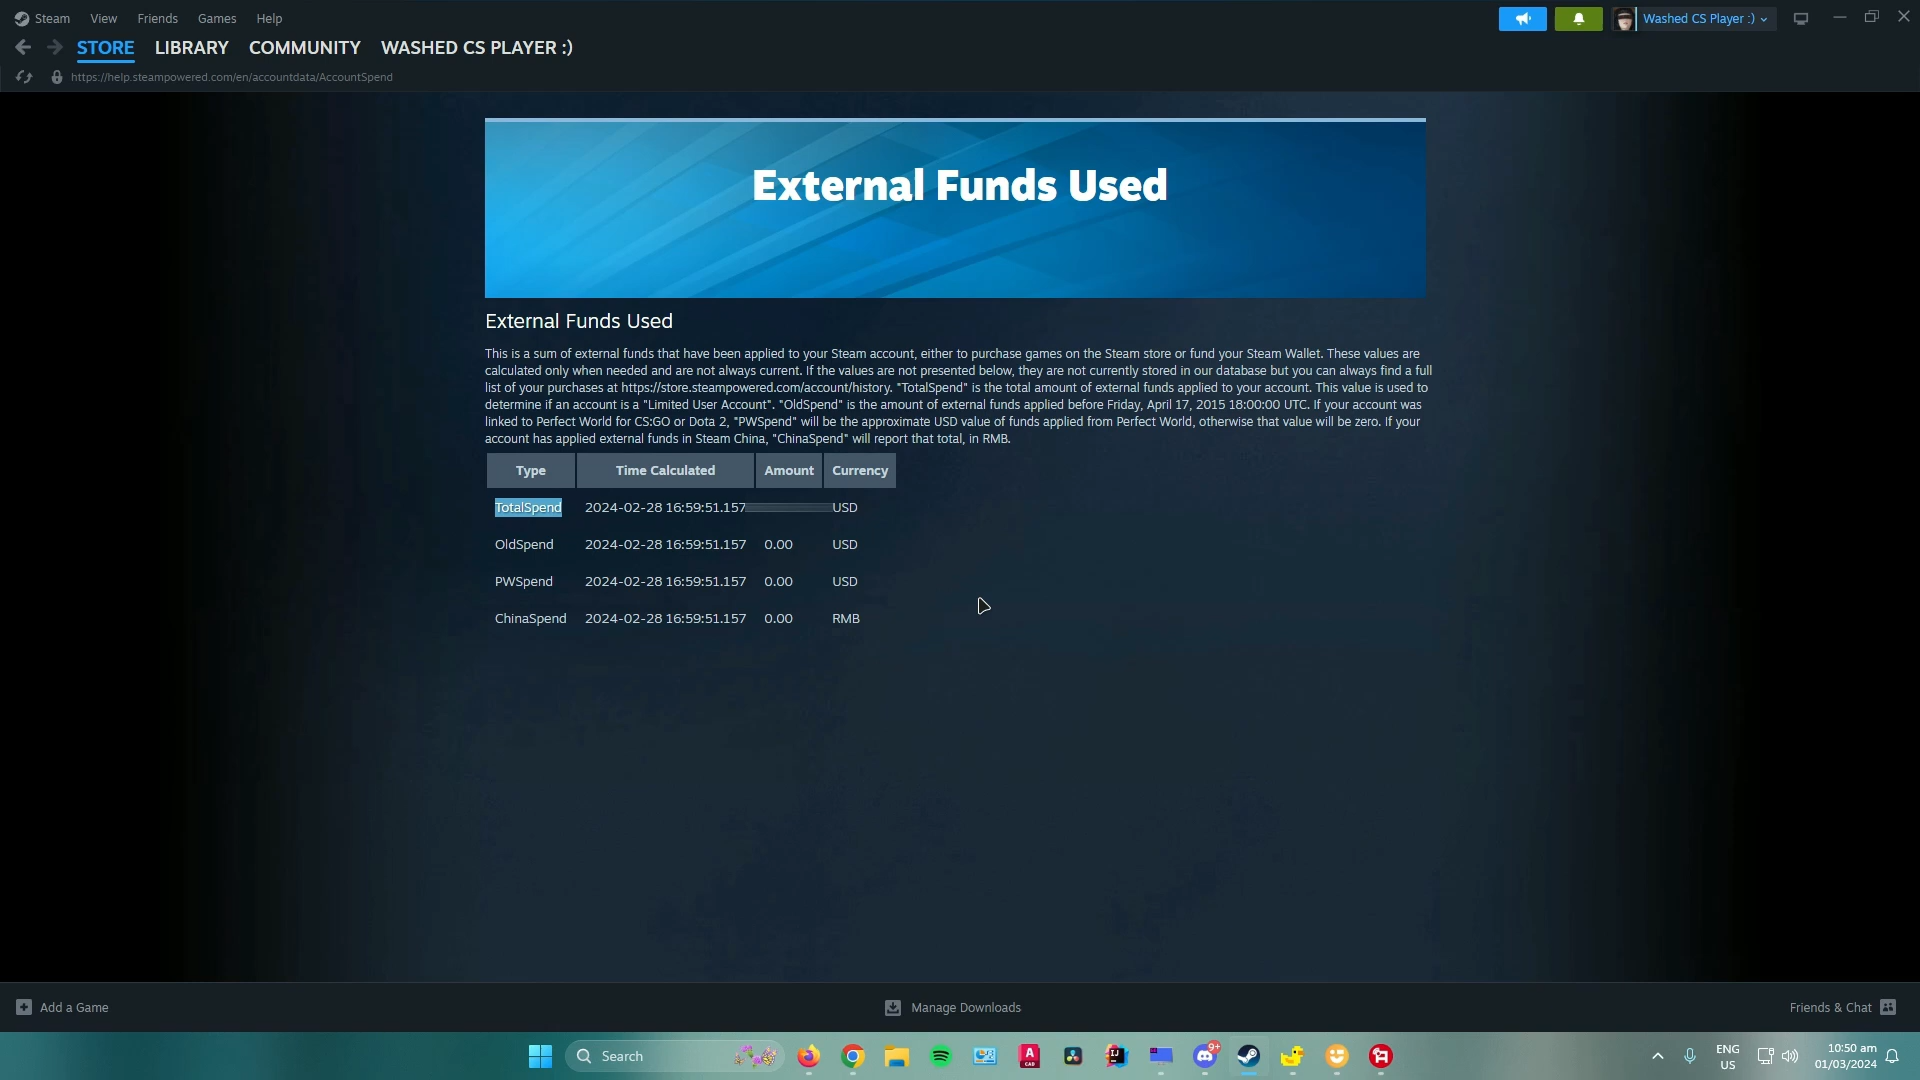 Steam View Friends Games Help
Washed CS Player :)
STORE LIBRARY COMMUNITY WASHED CS PLAYER :)
https://help.steampowered.com/en/accountdata/AccountSpend
External Funds Used
External Funds Used
This is a sum of external funds that have been applied to your Steam account, either to purchase games on the Steam store or fund your Steam Wallet. These values are
calculated only when needed and are not always current. If the values are not presented below, they are not currently stored in our database but you can always find a full
list of your purchases at https://store.steampowered.com/account/history. "TotalSpend" is the total amount of external funds applied to your account. This value is used to
determine if an account is a "Limited User Account". "OldSpend" is the amount of external funds applied before Friday, April 17, 2015 18:00:00 UTC. If your account was
linked to Perfect World for CS:GO or Dota 2, "PWSpend" will be the approximate USD value of funds applied from Perfect World, otherwise that value will be zero. If your
account has applied external funds in Steam China, "ChinaSpend" will report that total, in RMB.
Type Time Calculated Amount Currency
TotalSpend 2024-02-28 16:59:51.157 USD
OldSpend 2024-02-28 16:59:51.157 0.00 USD
PWSpend 2024-02-28 16:59:51.157 0.00 USD
ChinaSpend 2024-02-28 16:59:51.157 0.00 RMB
Add a Game Manage Downloads Friends & Chat
Search
9+
ENG
US
10:50 am
01/03/2024